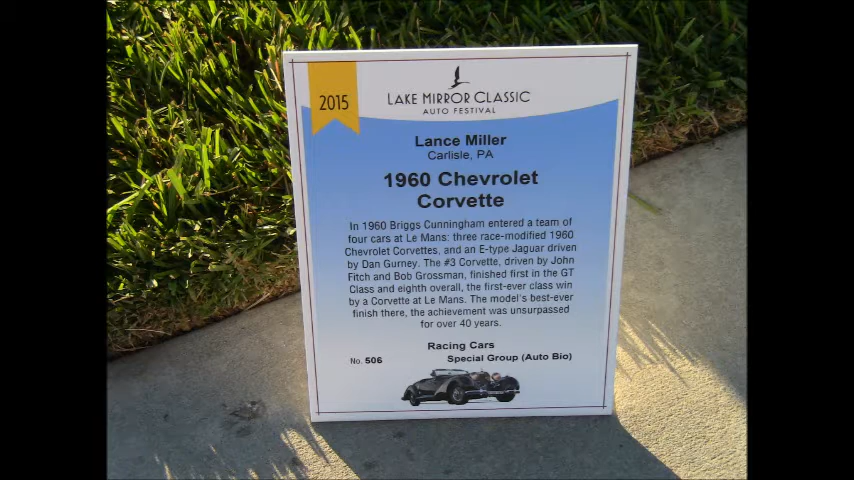 2015
LAKE MIRROR CLASSIC
AUTO FESTIVAL
Lance Miller
Carlisle, PA
1960 Chevrolet
Corvette
In 1960 Briggs Cunningham entered a team of
four cars at Le Mans: three race-modified 1960
Chevrolet Corvettes, and an E-type Jaguar driven
by Dan Gurney. The #3 Corvette, driven by John
Fitch and Bob Grossman, finished first in the GT
Class and eighth overall, the first-ever class win
by a Corvette at Le Mans. The model's best-ever
finish there, the achievement was unsurpassed
for over 40 years.
Racing Cars
No. 506 Special Group (Auto Bio)